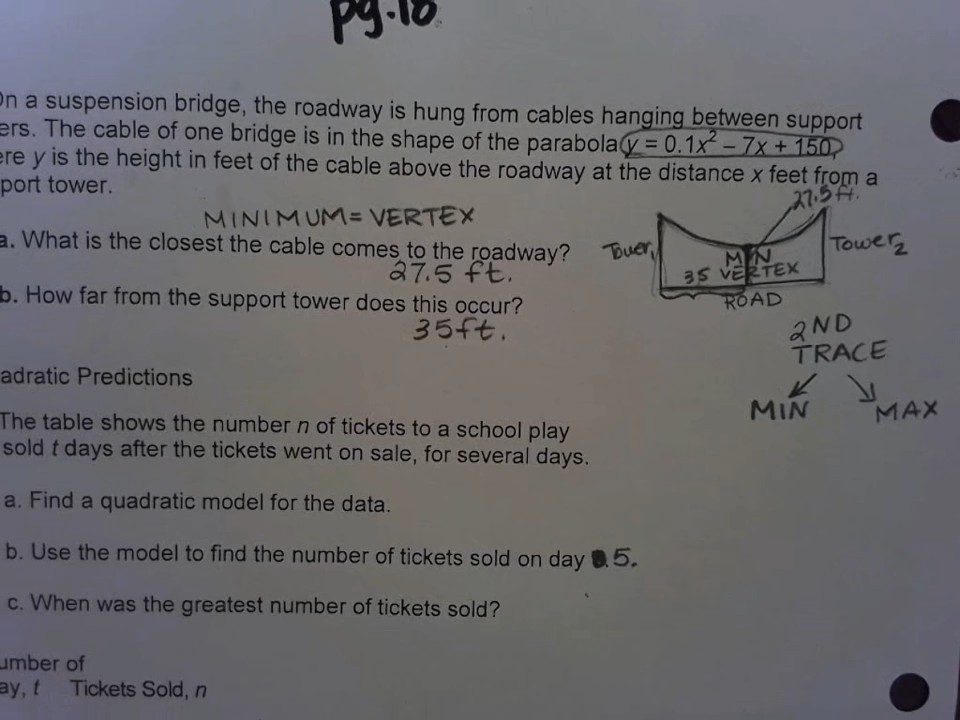 pg.18
On a suspension bridge, the roadway is hung from cables hanging between support
ers. The cable of one bridge is in the shape of the parabola y = 0.1x² – 7x + 150,
ere y is the height in feet of the cable above the roadway at the distance x feet from a
port tower.
27.5 ft.
MINIMUM = VERTEX
a. What is the closest the cable comes to the roadway?
27.5 ft.
Tower₁
Tower₂
MIN
35 VERTEX
ROAD
b. How far from the support tower does this occur?
35ft.
2ND
TRACE
MIN MAX
adratic Predictions
The table shows the number n of tickets to a school play
sold t days after the tickets went on sale, for several days.
a. Find a quadratic model for the data.
b. Use the model to find the number of tickets sold on day 5.
c. When was the greatest number of tickets sold?
umber of
ay, t Tickets Sold, n